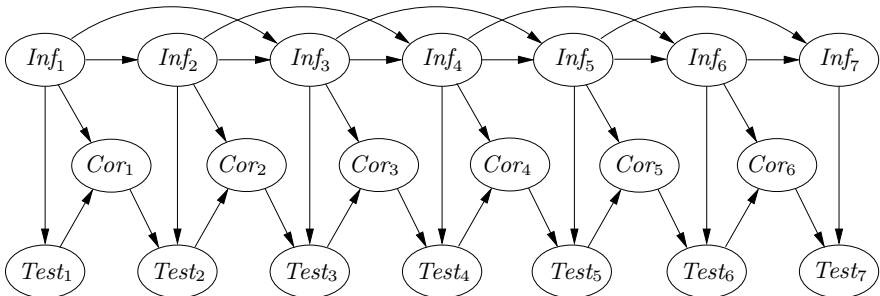 Inf₁ Inf₂ Inf₃ Inf₄ Inf₅ Inf₆ Inf₇
Cor₁ Cor₂ Cor₃ Cor₄ Cor₅ Cor₆
Test₁ Test₂ Test₃ Test₄ Test₅ Test₆ Test₇